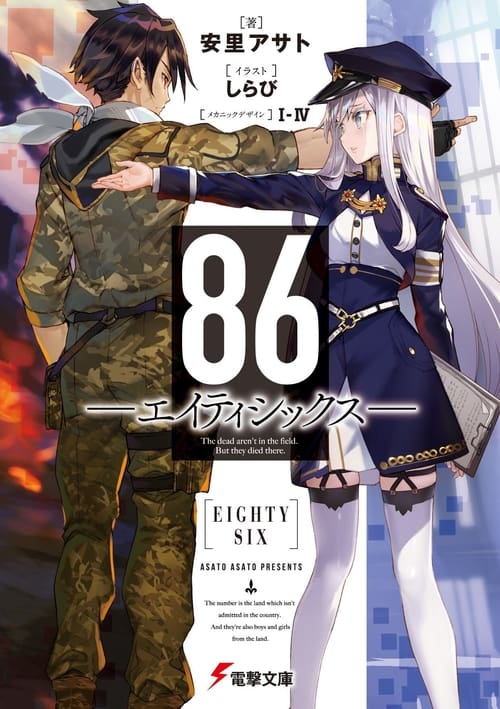 [著]
安里アサト
[イラスト]
しらび
[メカニックデザイン] I-IV
86
―エイティシックス―
The dead aren't in the field.
But they died there.
[EIGHTY
SIX]
ASATO ASATO PRESENTS
The number is the land which isn't
admitted in the country.
And they're also boys and girls
from the land.
電撃文庫